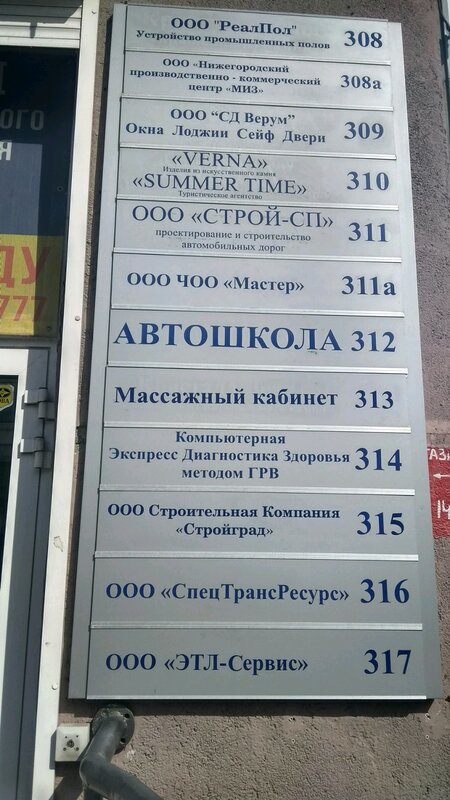 ООО "РеалПол"
Устройство промышленных полов
308
ООО «Нижегородский
производственно - коммерческий
центр «МИЗ»
308а
ООО “СД Верум”
Окна Лоджии Сейф Двери
309
«VERNA»
Изделия из искусственного камня
«SUMMER TIME»
Туристическое агентство
310
ООО «СТРОЙ-СП»
проектирование и строительство
автомобильных дорог
311
ООО ЧОО «Мастер»
311а
АВТОШКОЛА 312
Массажный кабинет 313
Компьютерная
Экспресс Диагностика Здоровья
методом ГРВ
314
ООО Строительная Компания
«Стройград»
315
ООО «СпецТрансРесурс» 316
ООО «ЭТЛ-Сервис» 317
ДУ
777